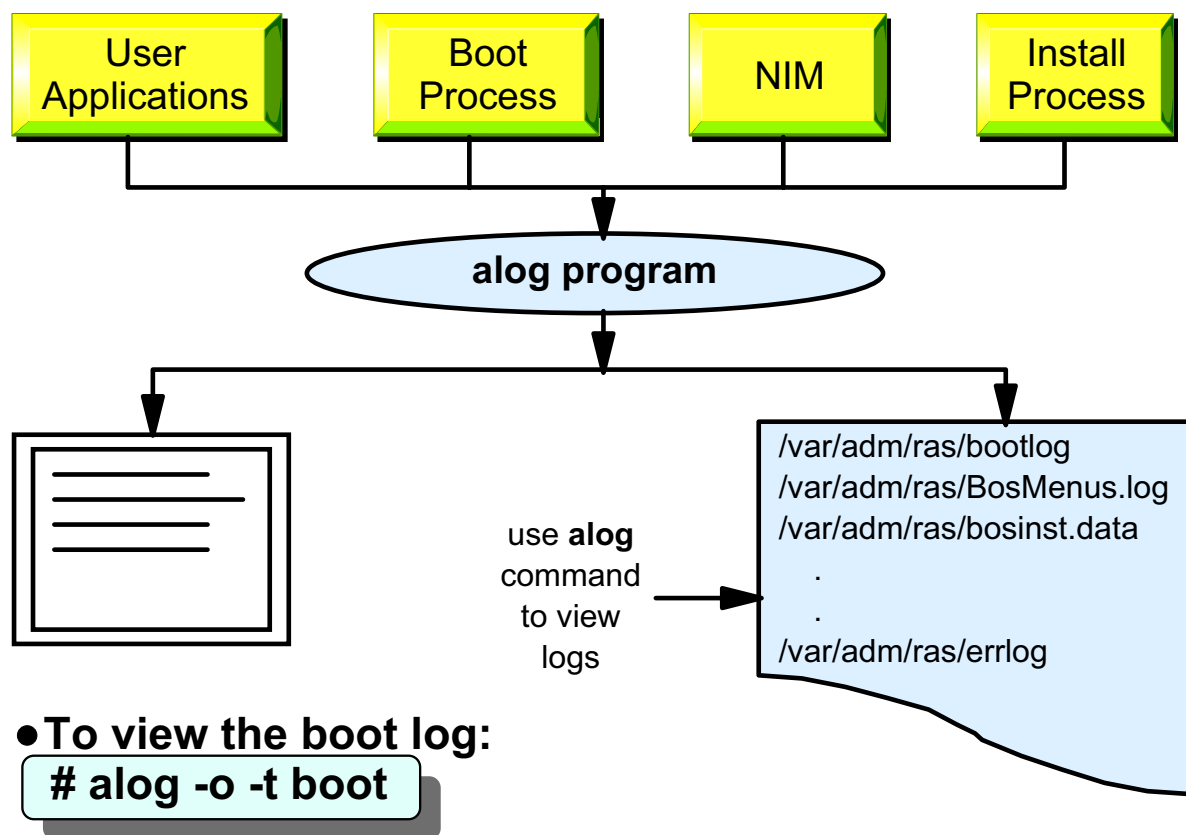 User
Applications
Boot
Process
NIM
Install
Process
alog program
/var/adm/ras/bootlog
/var/adm/ras/BosMenus.log
/var/adm/ras/bosinst.data
.
.
/var/adm/ras/errlog
use alog
command
to view
logs
●To view the boot log:
# alog -o -t boot